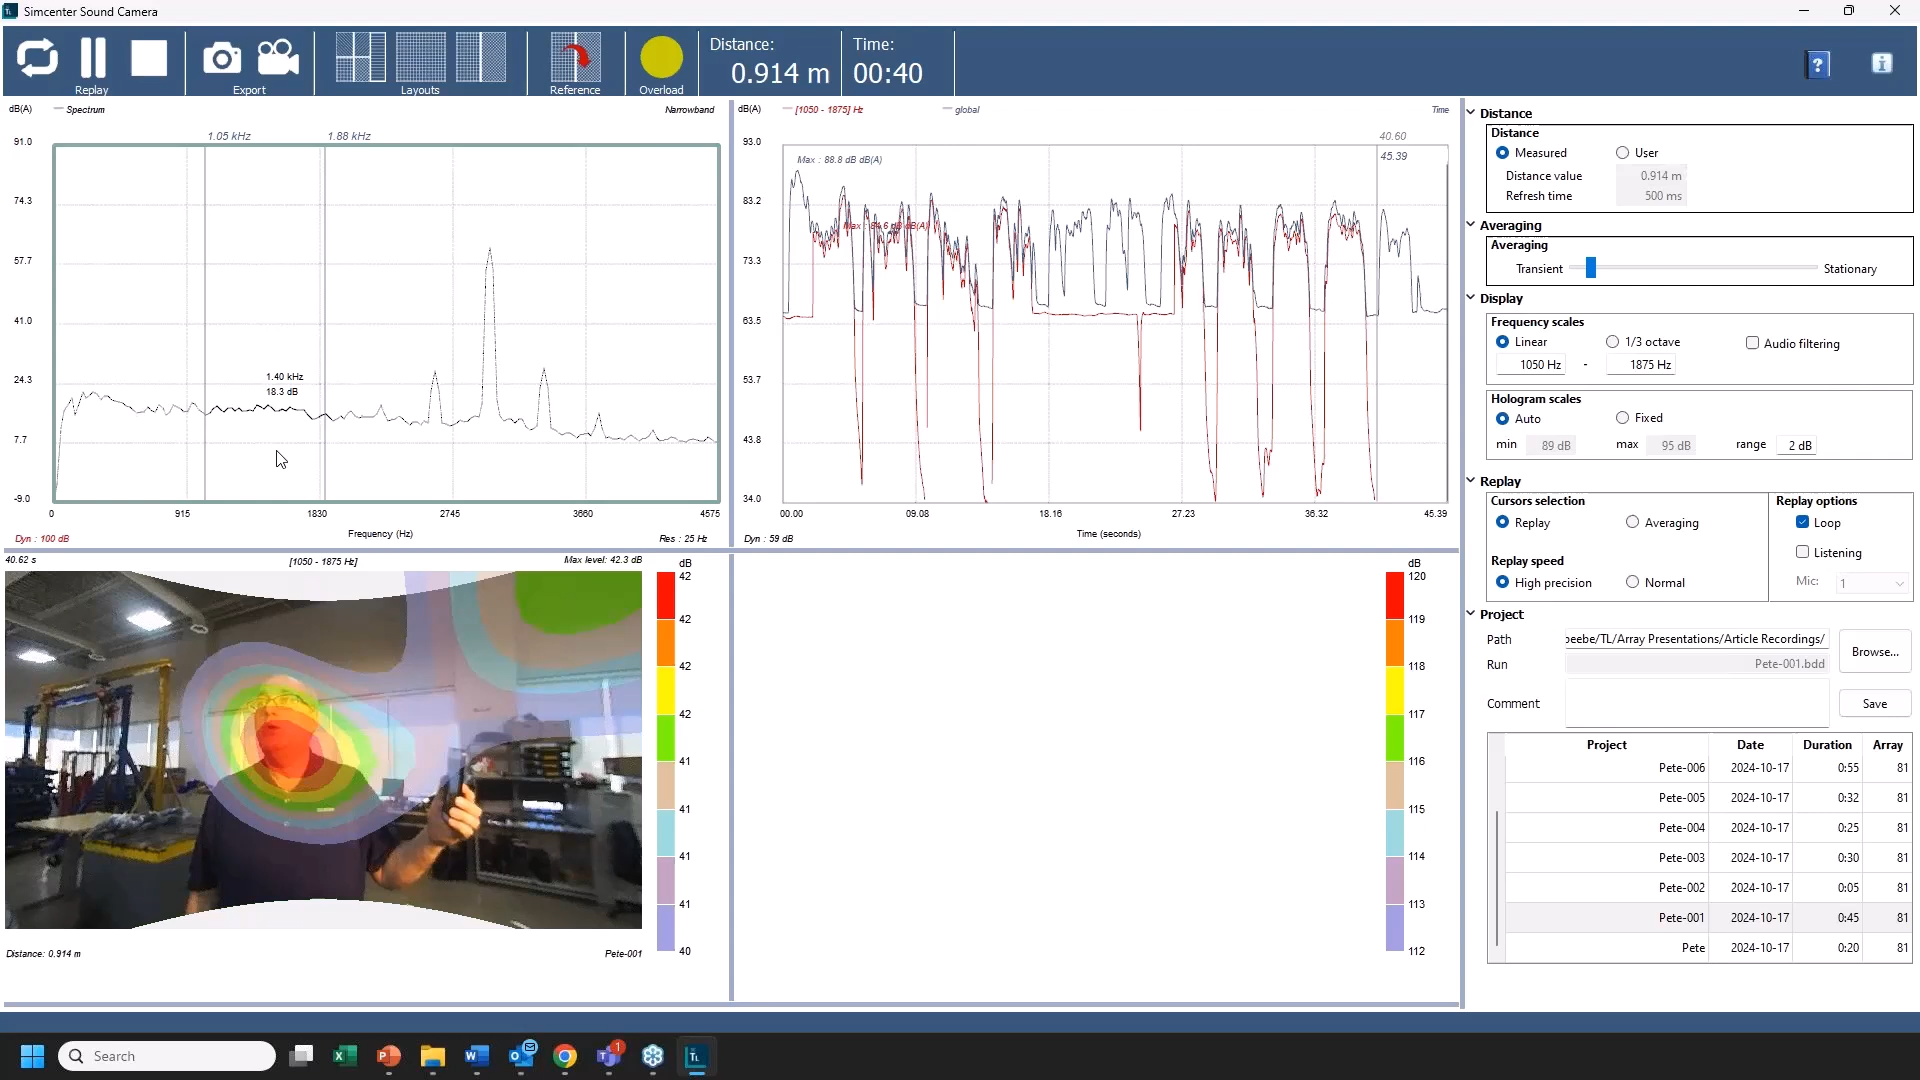 Simcenter Sound Camera
Replay
Export
Layouts
Reference
Overload
Distance:
0.914 m
Time:
00:40
dB(A) Spectrum Narrowband
1.05 kHz 1.88 kHz
91.0
74.3
57.7
41.0
24.3
7.7
-9.0
1.40 kHz
18.3 dB
0 915 1830 2745 3660 4575
Frequency (Hz)
Dyn : 100 dB Res : 25 Hz
dB(A) [1050 - 1875] Hz global Time
40.60
45.39
93.0
83.2
73.3
63.5
53.7
43.8
34.0
Max : 88.8 dB dB(A)
Max : 84.6 dB dB(A)
00.00 09.08 18.16 27.23 36.32 45.39
Time (seconds)
Dyn : 59 dB
40.62 s [1050 - 1875 Hz] Max level: 42.3 dB
dB
42
42
42
42
41
41
41
41
40
Distance: 0.914 m Pete-001
dB
120
119
118
117
116
115
114
113
112
Distance
Distance
Measured User
Distance value 0.914 m
Refresh time 500 ms
Averaging
Averaging
Transient Stationary
Display
Frequency scales
Linear 1/3 octave Audio filtering
1050 Hz - 1875 Hz
Hologram scales
Auto Fixed
min 89 dB max 95 dB range 2 dB
Replay
Cursors selection Replay options
Replay Averaging Loop
Listening
Replay speed
High precision Normal Mic: 1
Project
Path beebe/TL/Array Presentations/Article Recordings/ Browse...
Run Pete-001.bdd
Comment Save
Project Date Duration Array
Pete-006 2024-10-17 0:55 81
Pete-005 2024-10-17 0:32 81
Pete-004 2024-10-17 0:25 81
Pete-003 2024-10-17 0:30 81
Pete-002 2024-10-17 0:05 81
Pete-001 2024-10-17 0:45 81
Pete 2024-10-17 0:20 81
Search
1
TL